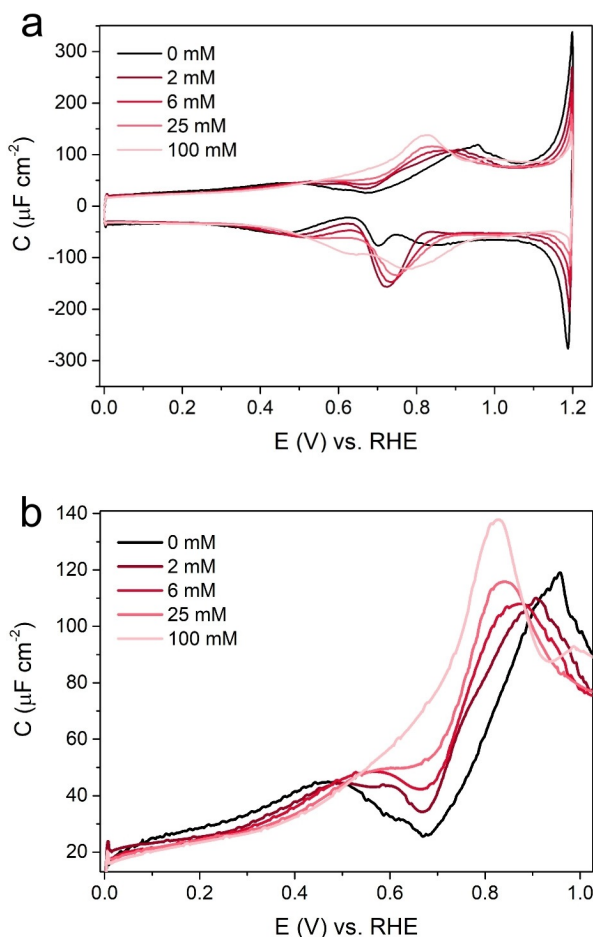 a
300
200
100
0
-100
-200
-300
C (μF cm-2)
0 mM
2 mM
6 mM
25 mM
100 mM
0.0 0.2 0.4 0.6 0.8 1.0 1.2
E (V) vs. RHE
b
140
120
100
80
60
40
20
C (μF cm-2)
0 mM
2 mM
6 mM
25 mM
100 mM
0.0 0.2 0.4 0.6 0.8 1.0
E (V) vs. RHE